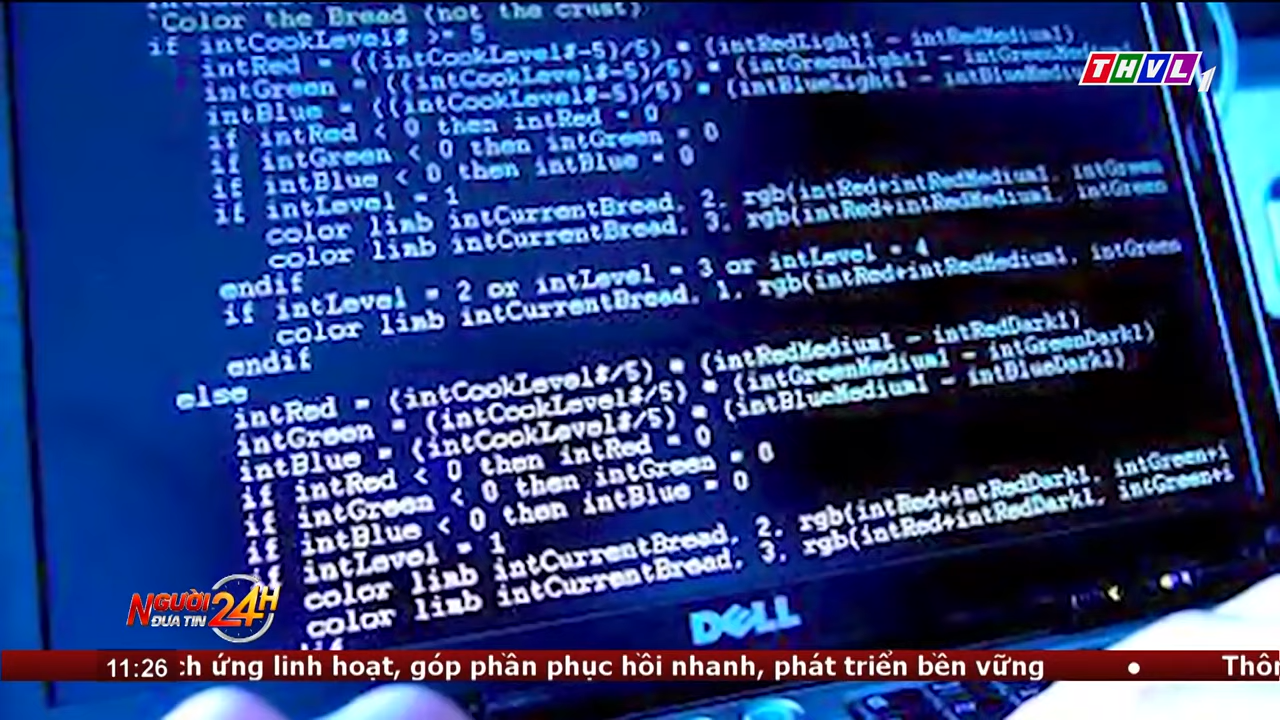 'Color the Bread (not the crust)
if intCookLevel# >= 5
intRed = ((intCookLevel#-5)/5) * (intRedLight1 - intRedMedium1)
intGreen = ((intCookLevel#-5)/5) * (intGreenLight1 - intGreenMed
intBlue = ((intCookLevel#-5)/5) * (intBlueLight1 - intBlueMediu
if intRed < 0 then intRed = 0
if intGreen < 0 then intGreen = 0
if intBlue < 0 then intBlue = 0
if intLevel = 1
color limb intCurrentBread, 2, rgb(intRed+intRedMedium1, intGreen
color limb intCurrentBread, 3, rgb(intRed+intRedMedium1, intGreen
endif
if intLevel = 2 or intLevel = 3 or intLevel = 4
color limb intCurrentBread, 1, rgb(intRed+intRedMedium1, intGreen
endif
else
intRed = (intCookLevel#/5) * (intRedMedium1 - intRedDark1)
intGreen = (intCookLevel#/5) * (intGreenMedium1 - intGreenDark1)
intBlue = (intCookLevel#/5) * (intBlueMedium1 - intBlueDark1)
if intRed < 0 then intRed = 0
if intGreen < 0 then intGreen = 0
if intBlue < 0 then intBlue = 0
if intLevel = 1
color limb intCurrentBread, 2, rgb(intRed+intRedDark1, intGreen+i
color limb intCurrentBread, 3, rgb(intRed+intRedDark1, intGreen+i
DELL
THVL1
NGƯỜI ĐƯA TIN 24H
11:26 ch ứng linh hoạt, góp phần phục hồi nhanh, phát triển bền vững • Thôn